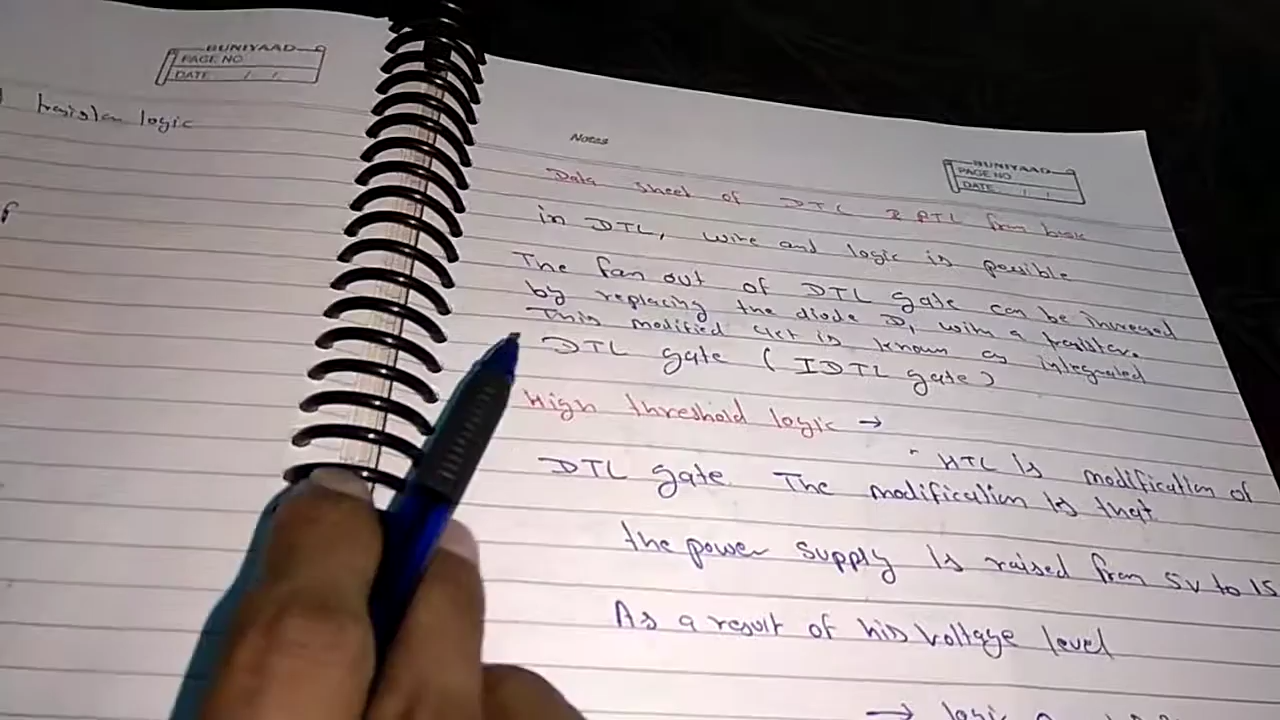 BUNIYAAD
PAGE NO
DATE / /
logic
Notes
BUNIYAAD
PAGE NO
DATE / /
Data sheet of DTL & RTL from book
in DTL, wire and logic is possible
The fan out of DTL gate can be increased
by replacing the diode D, with a transistor.
This modified ckt is known as integrated
DTL gate (IDTL gate)
High threshold logic →
HTL is modification of
DTL gate The modification is that
the power supply is raised from 5V to 15
As a result of his voltage level
→ logic